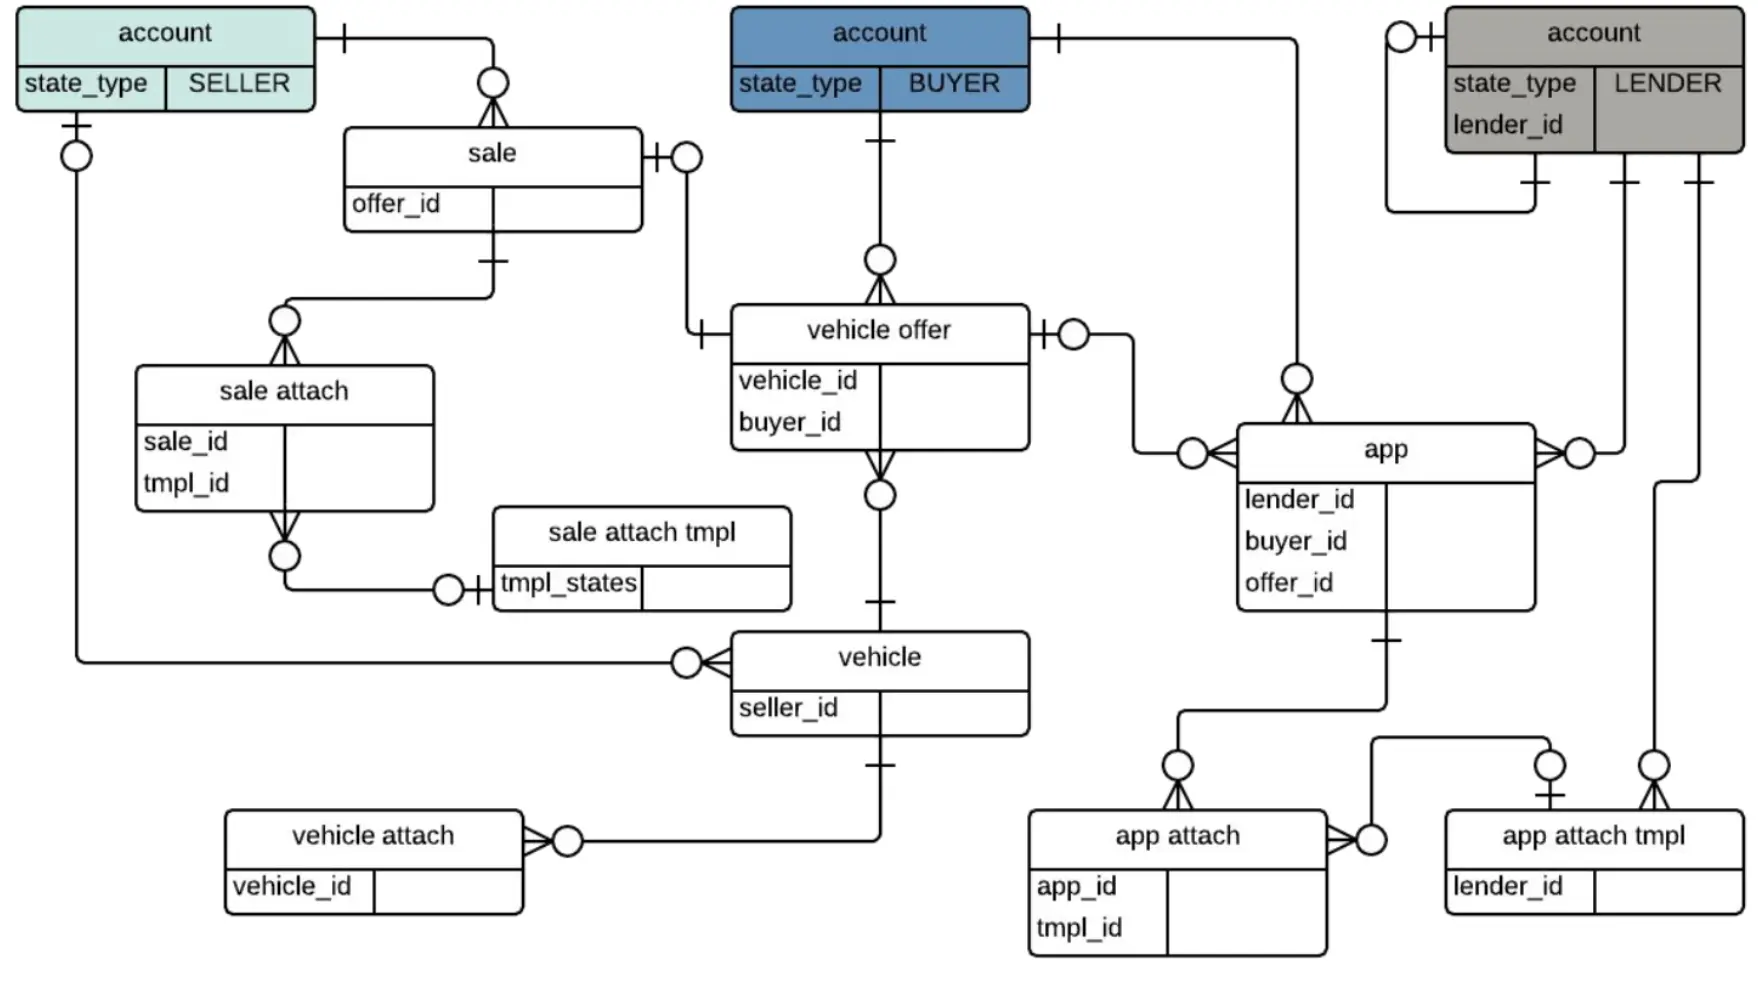 account
state_type SELLER
account
state_type BUYER
account
state_type LENDER
lender_id
sale
offer_id
vehicle offer
vehicle_id
buyer_id
sale attach
sale_id
tmpl_id
app
lender_id
buyer_id
offer_id
sale attach tmpl
tmpl_states
vehicle
seller_id
vehicle attach
vehicle_id
app attach
app_id
tmpl_id
app attach tmpl
lender_id